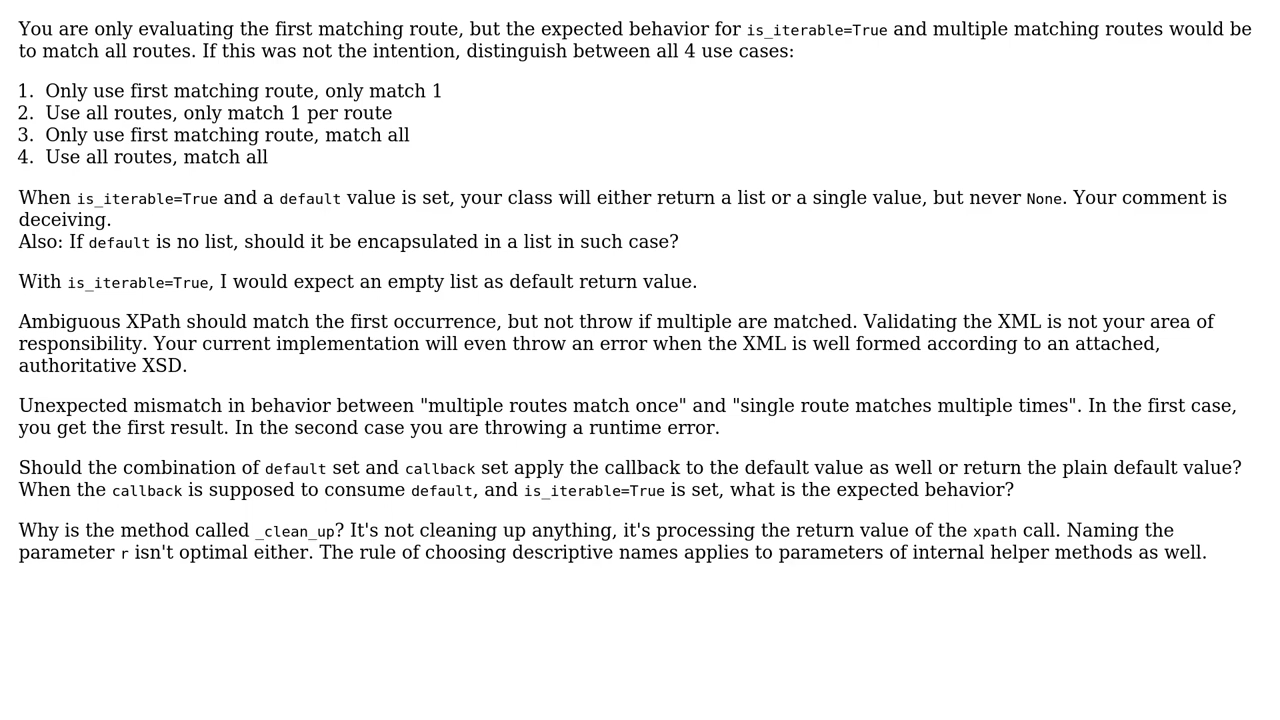 You are only evaluating the first matching route, but the expected behavior for is_iterable=True and multiple matching routes would be
to match all routes. If this was not the intention, distinguish between all 4 use cases:
1. Only use first matching route, only match 1
2. Use all routes, only match 1 per route
3. Only use first matching route, match all
4. Use all routes, match all
When is_iterable=True and a default value is set, your class will either return a list or a single value, but never None. Your comment is
deceiving.
Also: If default is no list, should it be encapsulated in a list in such case?
With is_iterable=True, I would expect an empty list as default return value.
Ambiguous XPath should match the first occurrence, but not throw if multiple are matched. Validating the XML is not your area of
responsibility. Your current implementation will even throw an error when the XML is well formed according to an attached,
authoritative XSD.
Unexpected mismatch in behavior between "multiple routes match once" and "single route matches multiple times". In the first case,
you get the first result. In the second case you are throwing a runtime error.
Should the combination of default set and callback set apply the callback to the default value as well or return the plain default value?
When the callback is supposed to consume default, and is_iterable=True is set, what is the expected behavior?
Why is the method called _clean_up? It's not cleaning up anything, it's processing the return value of the xpath call. Naming the
parameter r isn't optimal either. The rule of choosing descriptive names applies to parameters of internal helper methods as well.